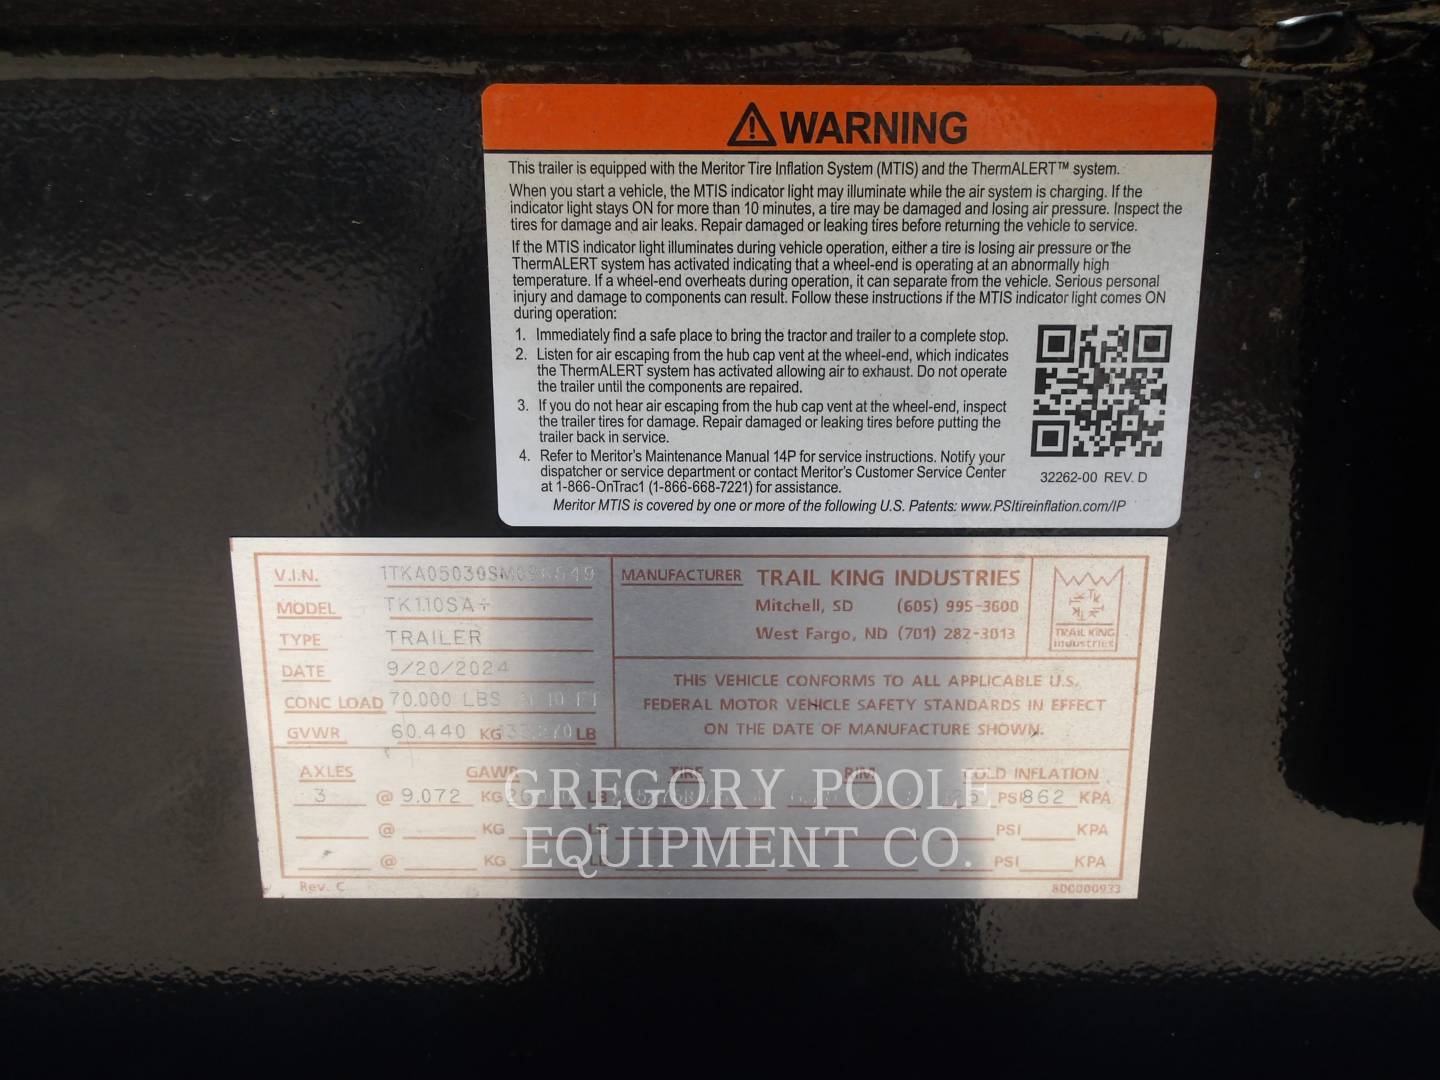 WARNING
This trailer is equipped with the Meritor Tire Inflation System (MTIS) and the ThermALERT™ system.
When you start a vehicle, the MTIS indicator light may illuminate while the air system is charging. If the
indicator light stays ON for more than 10 minutes, a tire may be damaged and losing air pressure. Inspect the
tires for damage and air leaks. Repair damaged or leaking tires before returning the vehicle to service.
If the MTIS indicator light illuminates during vehicle operation, either a tire is losing air pressure or the
ThermALERT system has activated indicating that a wheel-end is operating at an abnormally high
temperature. If a wheel-end overheats during operation, it can separate from the vehicle. Serious personal
injury and damage to components can result. Follow these instructions if the MTIS indicator light comes ON
during operation:
1. Immediately find a safe place to bring the tractor and trailer to a complete stop.
2. Listen for air escaping from the hub cap vent at the wheel-end, which indicates
the ThermALERT system has activated allowing air to exhaust. Do not operate
the trailer until the components are repaired.
3. If you do not hear air escaping from the hub cap vent at the wheel-end, inspect
the trailer tires for damage. Repair damaged or leaking tires before putting the
trailer back in service.
4. Refer to Meritor's Maintenance Manual 14P for service instructions. Notify your
dispatcher or service department or contact Meritor's Customer Service Center
at 1-866-OnTrac1 (1-866-668-7221) for assistance.
32262-00 REV. D
Meritor MTIS is covered by one or more of the following U.S. Patents: www.PSItireinflation.com/IP
V.I.N.
MODEL TK110SA+
TYPE TRAILER
DATE 9/20/2024
CONC LOAD 70.000 LBS 10 FT
GVWR 60.440 KG LB
MANUFACTURER TRAIL KING INDUSTRIES
Mitchell, SD (605) 995-3600
West Fargo, ND (701) 282-3013
TK
TRAIL KING
Industries
THIS VEHICLE CONFORMS TO ALL APPLICABLE U.S.
FEDERAL MOTOR VEHICLE SAFETY STANDARDS IN EFFECT
ON THE DATE OF MANUFACTURE SHOWN.
AXLES GAWR TIRE RIM COLD INFLATION
3 @ 9.072 KG LB PSI 862 KPA
@ KG LB PSI KPA
@ KG LB PSI KPA
Rev. C 800000933
GREGORY POOLE
EQUIPMENT CO.